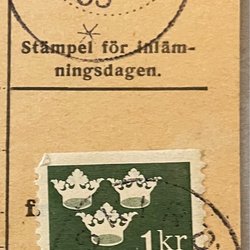 Stämpel för inläm-
ningsdagen.
f.
1kr